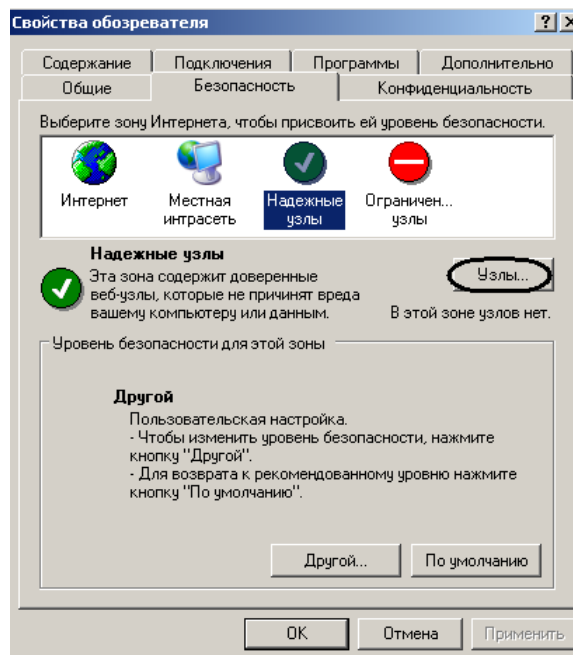 Свойства обозревателя
Содержание Подключения Программы Дополнительно
Общие Безопасность Конфиденциальность
Выберите зону Интернета, чтобы присвоить ей уровень безопасности.
Интернет Местная интрасеть Надежные узлы Ограничен... узлы
Надежные узлы
Эта зона содержит доверенные
веб-узлы, которые не причинят вреда
вашему компьютеру или данным.
Узлы...
В этой зоне узлов нет.
Уровень безопасности для этой зоны
Другой
Пользовательская настройка.
- Чтобы изменить уровень безопасности, нажмите
кнопку "Другой".
- Для возврата к рекомендованному уровню нажмите
кнопку "По умолчанию".
Другой... По умолчанию
OK Отмена Применить